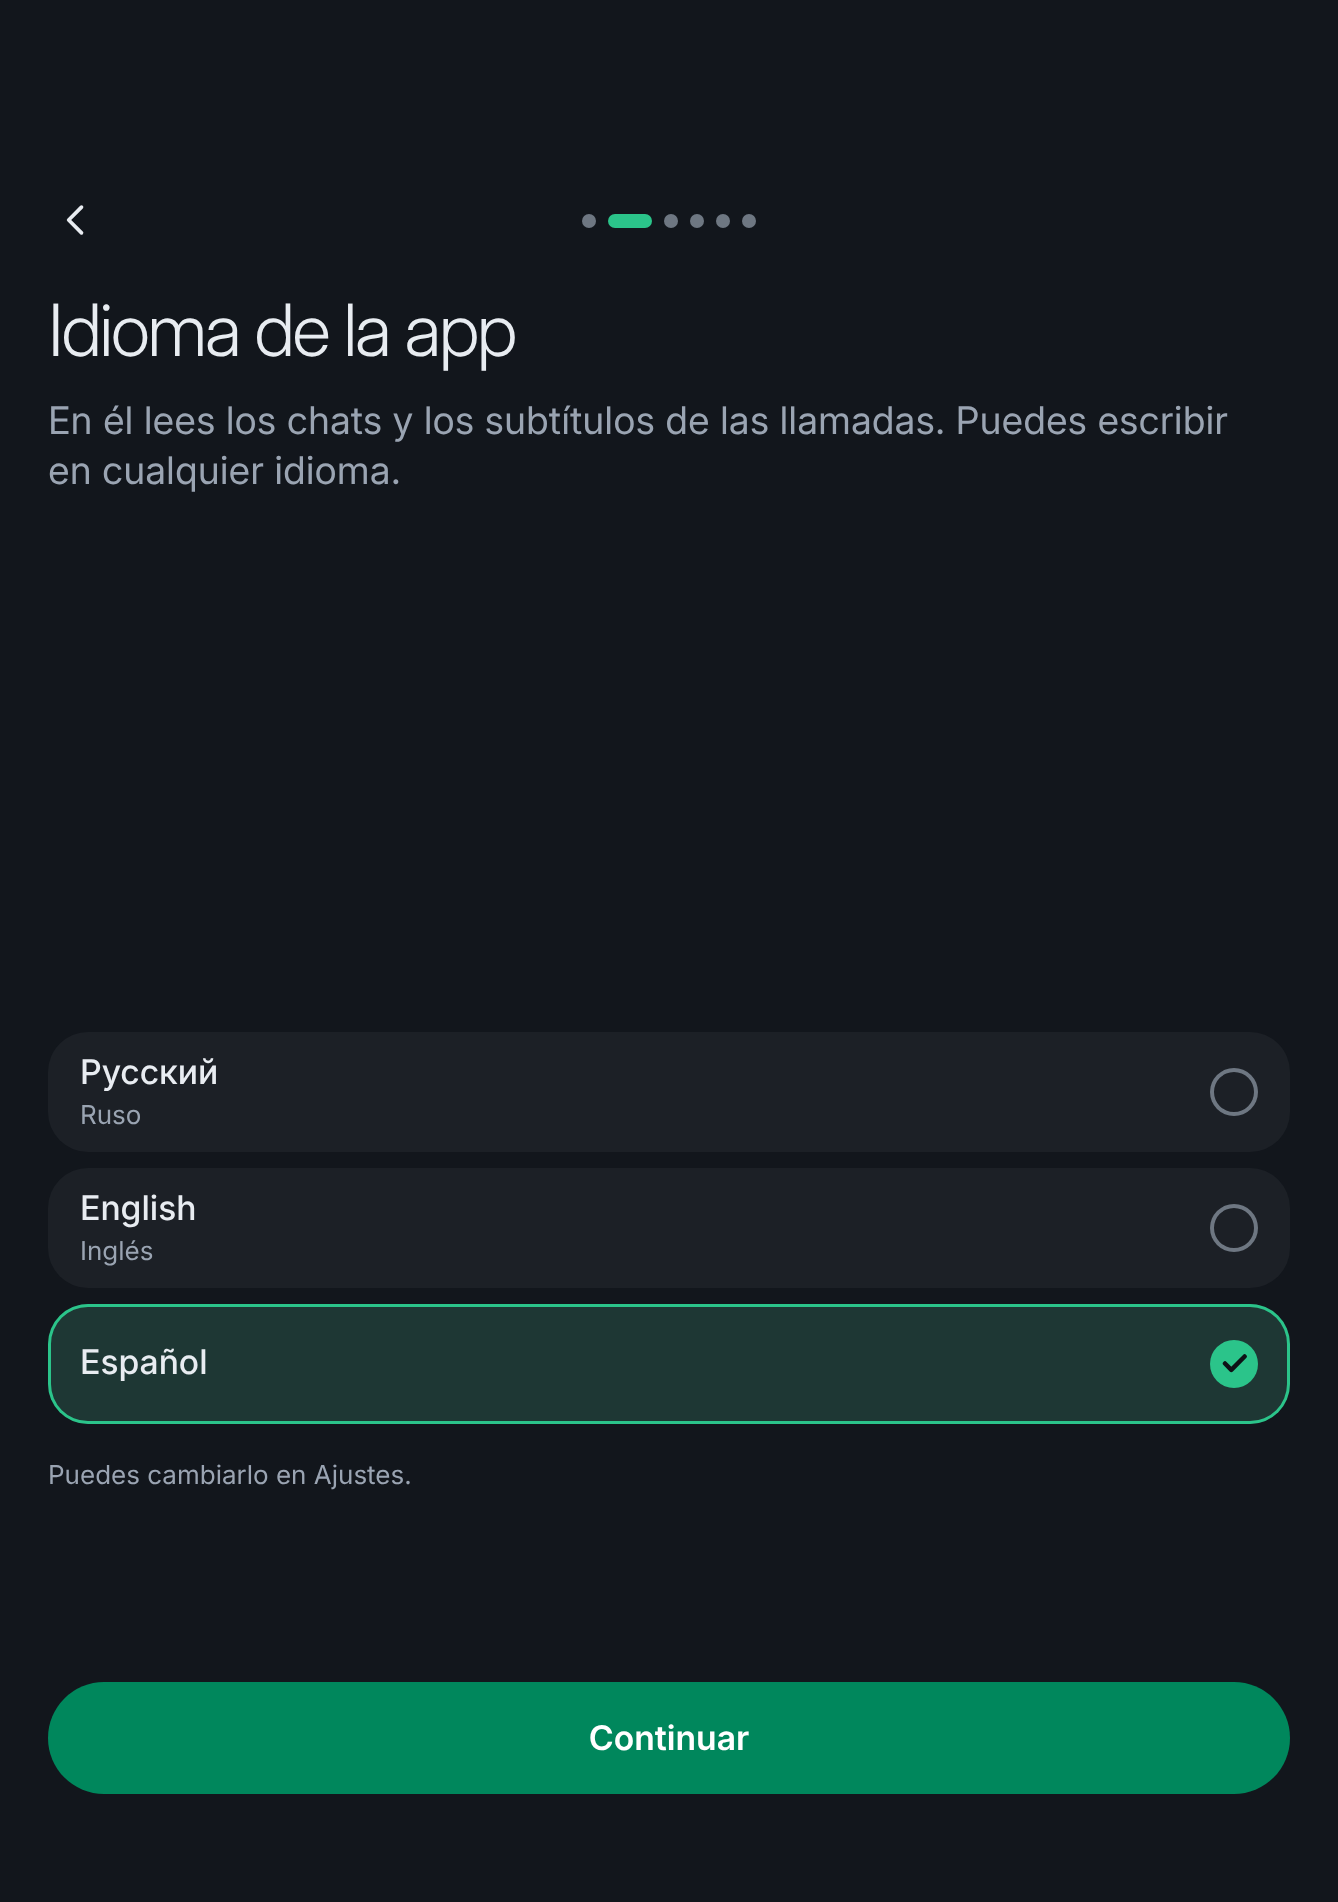 Idioma de la app
En él lees los chats y los subtítulos de las llamadas. Puedes escribir
en cualquier idioma.
Русский
Ruso
English
Inglés
Español
Puedes cambiarlo en Ajustes.
Continuar